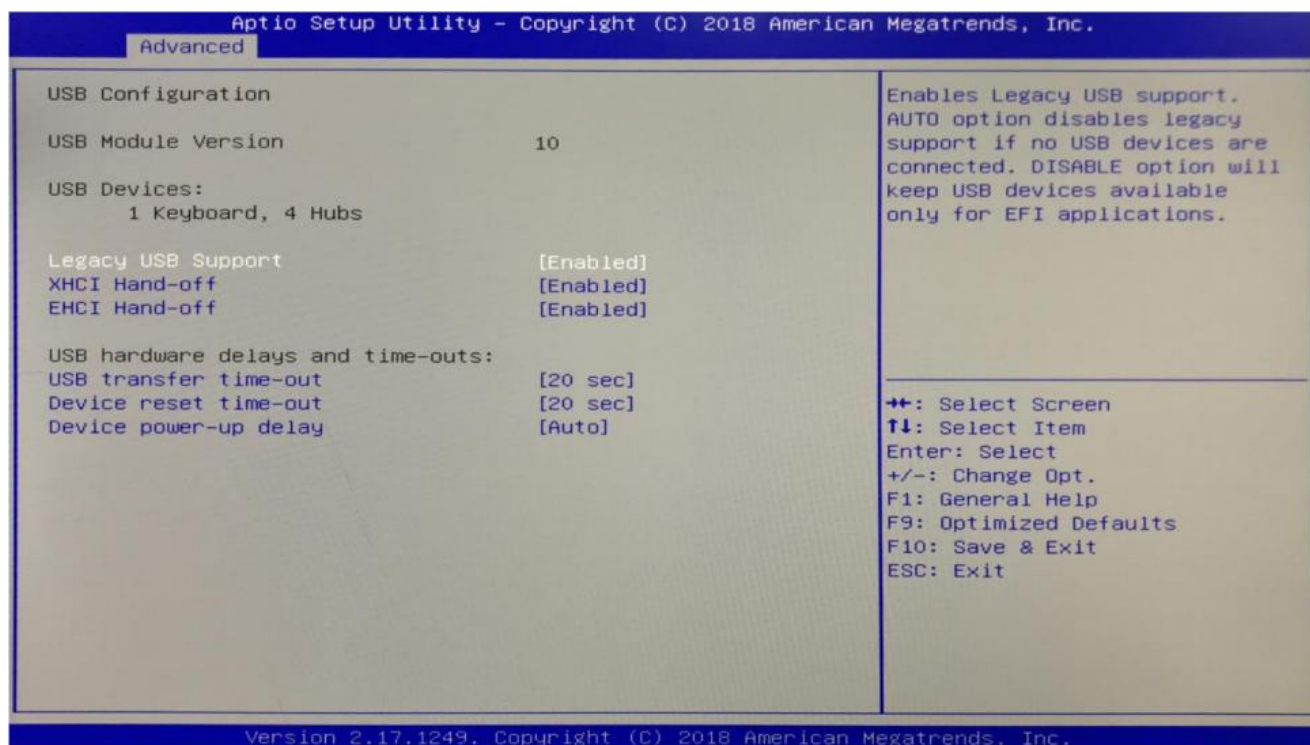 Aptio Setup Utility – Copyright (C) 2018 American Megatrends, Inc.
Advanced
USB Configuration
USB Module Version 10
USB Devices:
1 Keyboard, 4 Hubs
Legacy USB Support [Enabled]
XHCI Hand-off [Enabled]
EHCI Hand-off [Enabled]
USB hardware delays and time-outs:
USB transfer time-out [20 sec]
Device reset time-out [20 sec]
Device power-up delay [Auto]
Enables Legacy USB support.
AUTO option disables legacy
support if no USB devices are
connected. DISABLE option will
keep USB devices available
only for EFI applications.
→←: Select Screen
↑↓: Select Item
Enter: Select
+/-: Change Opt.
F1: General Help
F9: Optimized Defaults
F10: Save & Exit
ESC: Exit
Version 2.17.1249. Copyright (C) 2018 American Megatrends, Inc.